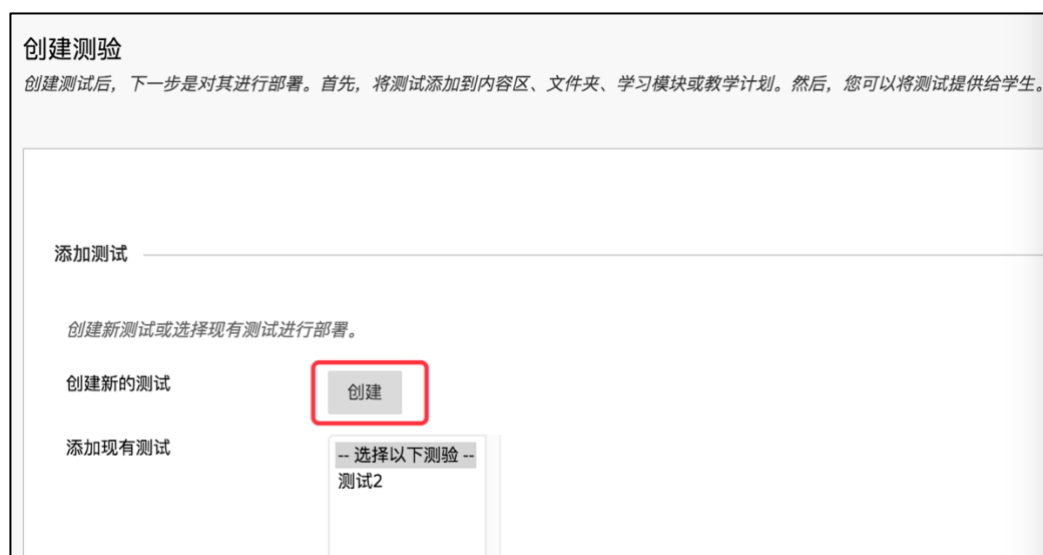 创建测验
创建测试后，下一步是对其进行部署。首先，将测试添加到内容区、文件夹、学习模块或教学计划。然后，您可以将测试提供给学生。
添加测试
创建新测试或选择现有测试进行部署。
创建新的测试
创建
添加现有测试
-- 选择以下测验 --
测试2